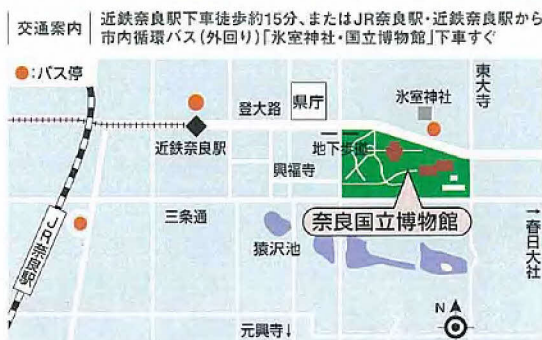 交通案内
近鉄奈良駅下車徒歩約15分、またはJR奈良駅・近鉄奈良駅から
市内循環バス(外回り)「氷室神社・国立博物館」下車すぐ
●:バス停
登大路
県庁
氷室神社
東大寺
近鉄奈良駅
地下歩道
興福寺
三条通
奈良国立博物館
JR奈良駅
猿沢池
→春日大社
N
元興寺↓